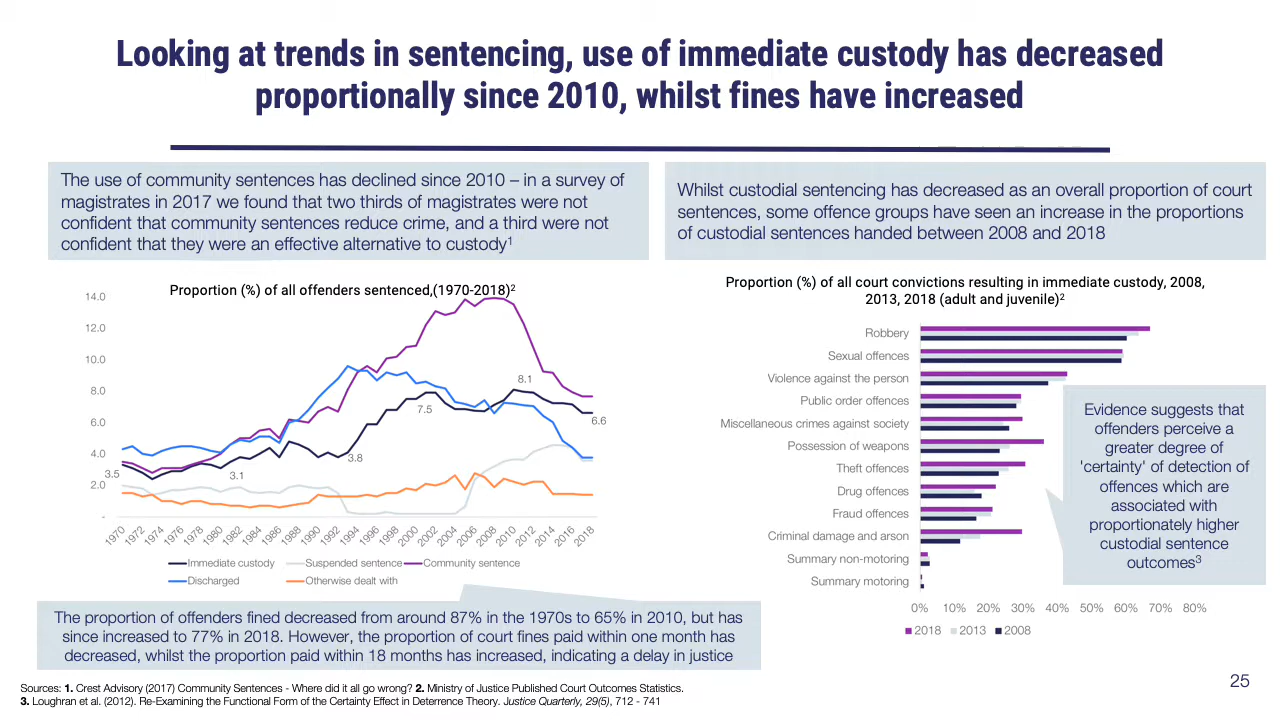 Looking at trends in sentencing, use of immediate custody has decreased
proportionally since 2010, whilst fines have increased
The use of community sentences has declined since 2010 – in a survey of
magistrates in 2017 we found that two thirds of magistrates were not
confident that community sentences reduce crime, and a third were not
confident that they were an effective alternative to custody¹
Whilst custodial sentencing has decreased as an overall proportion of court
sentences, some offence groups have seen an increase in the proportions
of custodial sentences handed between 2008 and 2018
Proportion (%) of all offenders sentenced,(1970-2018)²
14.0
12.0
10.0
8.0
6.0
4.0
2.0
-
3.5
3.1
3.8
7.5
8.1
6.6
1970 1972 1974 1976 1978 1980 1982 1984 1986 1988 1990 1992 1994 1996 1998 2000 2002 2004 2006 2008 2010 2012 2014 2016 2018
Immediate custody Suspended sentence Community sentence
Discharged Otherwise dealt with
The proportion of offenders fined decreased from around 87% in the 1970s to 65% in 2010, but has
since increased to 77% in 2018. However, the proportion of court fines paid within one month has
decreased, whilst the proportion paid within 18 months has increased, indicating a delay in justice
Proportion (%) of all court convictions resulting in immediate custody, 2008,
2013, 2018 (adult and juvenile)²
Robbery
Sexual offences
Violence against the person
Public order offences
Miscellaneous crimes against society
Possession of weapons
Theft offences
Drug offences
Fraud offences
Criminal damage and arson
Summary non-motoring
Summary motoring
0% 10% 20% 30% 40% 50% 60% 70% 80%
2018 2013 2008
Evidence suggests that
offenders perceive a
greater degree of
'certainty' of detection of
offences which are
associated with
proportionately higher
custodial sentence
outcomes³
Sources: 1. Crest Advisory (2017) Community Sentences - Where did it all go wrong? 2. Ministry of Justice Published Court Outcomes Statistics.
3. Loughran et al. (2012). Re-Examining the Functional Form of the Certainty Effect in Deterrence Theory. Justice Quarterly, 29(5), 712 - 741
25